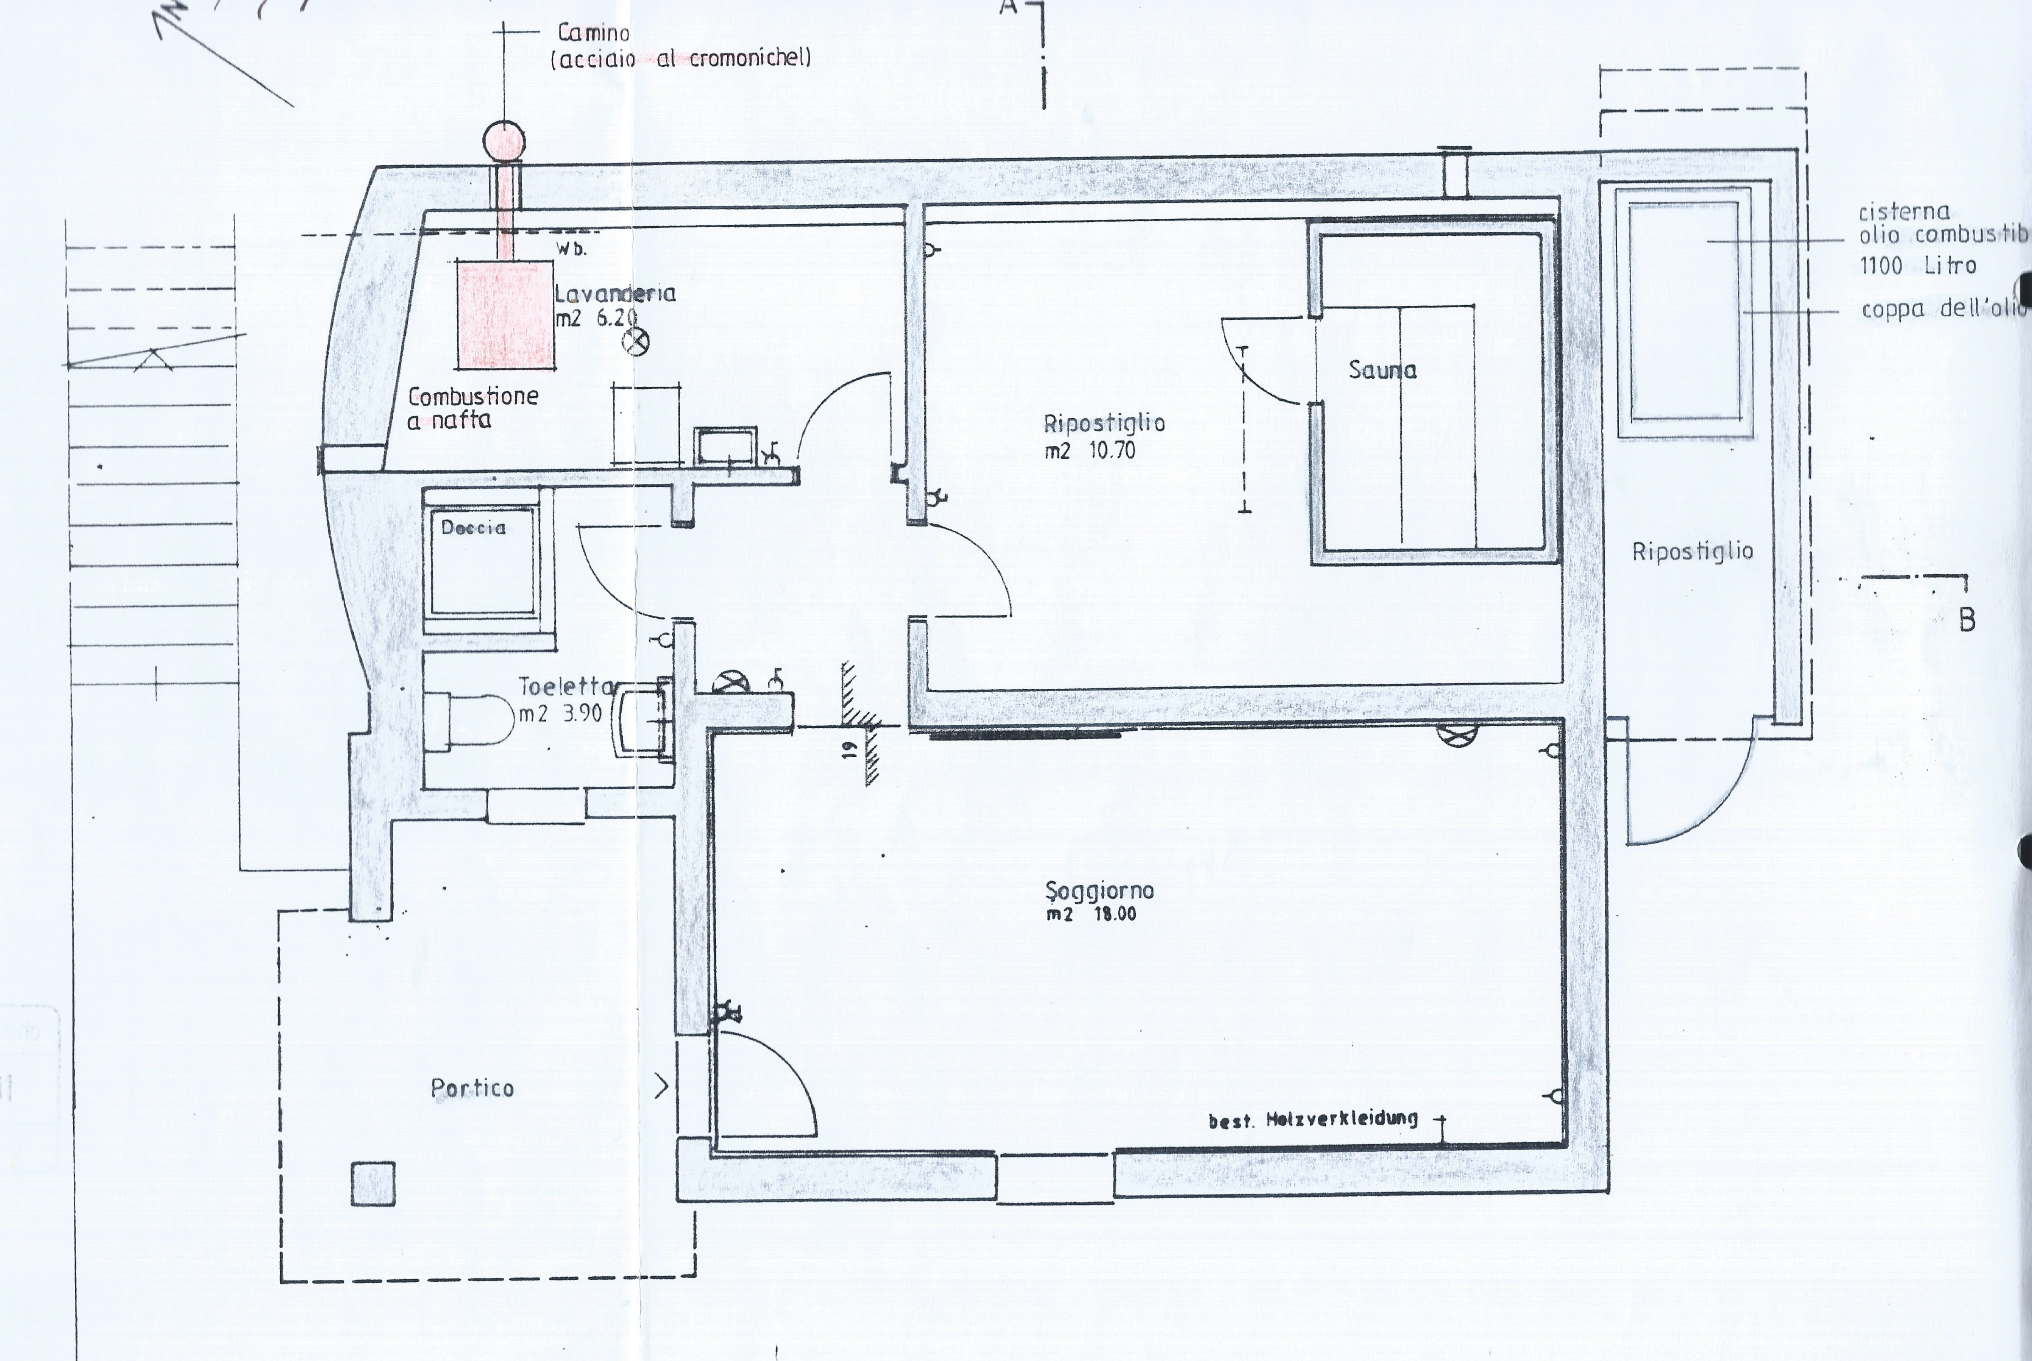 N
A
Camino
(acciaio al cromonichel)
cisterna
olio combustib
1100 Litro
coppa dell'olio
Wb.
Lavanderia
m2 6.20
Combustione
a nafta
Sauna
Ripostiglio
m2 10.70
Doccia
Ripostiglio
B
Toeletta
m2 3.90
19
Soggiorno
m2 18.00
Portico
best. Holzverkleidung